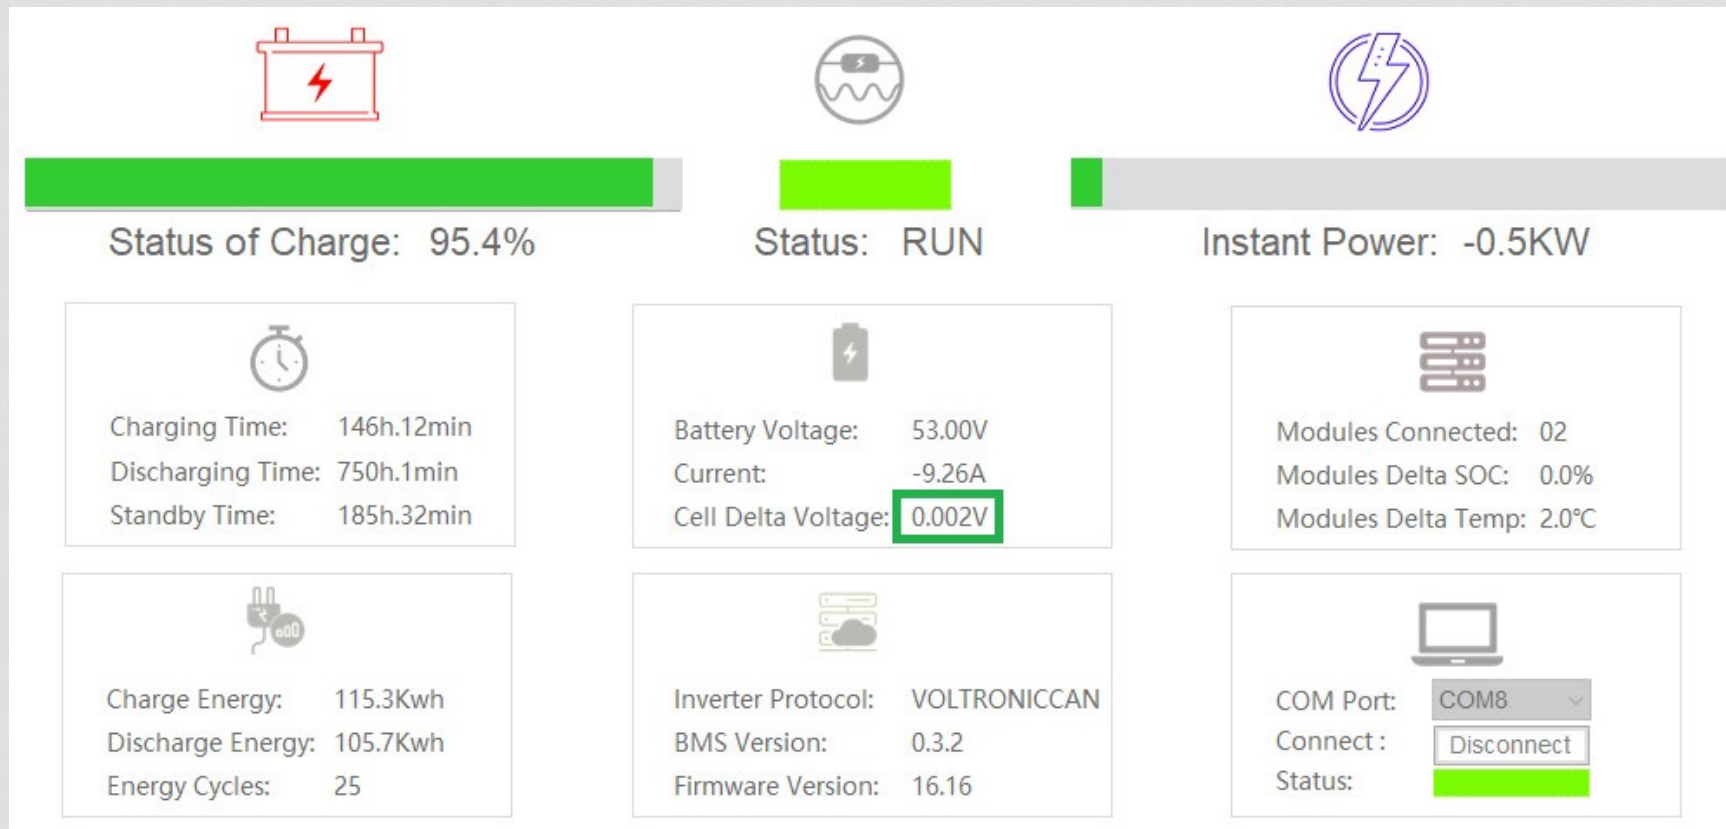 Status of Charge: 95.4%
Status: RUN
Instant Power: -0.5KW
Charging Time: 146h.12min
Discharging Time: 750h.1min
Standby Time: 185h.32min
Battery Voltage: 53.00V
Current: -9.26A
Cell Delta Voltage: 0.002V
Modules Connected: 02
Modules Delta SOC: 0.0%
Modules Delta Temp: 2.0°C
Charge Energy: 115.3Kwh
Discharge Energy: 105.7Kwh
Energy Cycles: 25
Inverter Protocol: VOLTRONICCAN
BMS Version: 0.3.2
Firmware Version: 16.16
COM Port: COM8
Connect : Disconnect
Status: